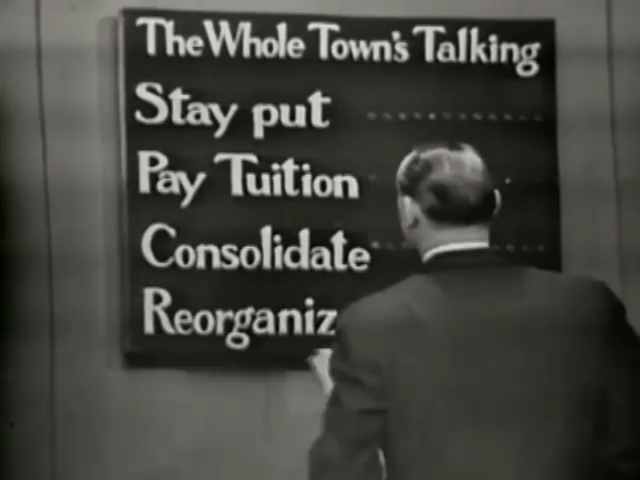 The Whole Town's Talking
Stay put
Pay Tuition
Consolidate
Reorganiz